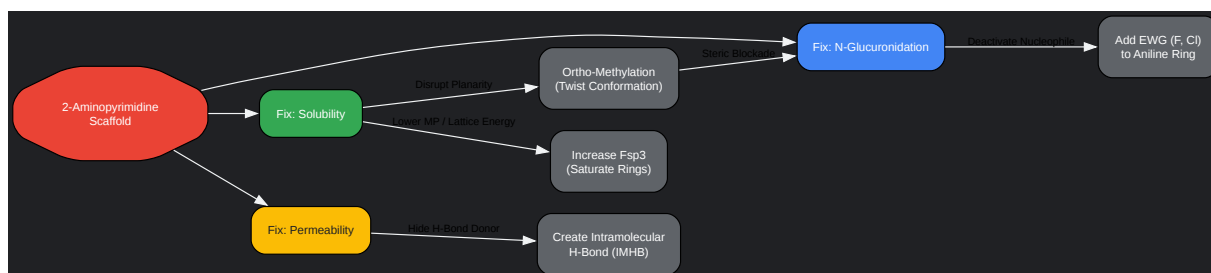 2-Aminopyrimidine
Scaffold
Fix: Solubility
Fix: Permeability
Disrupt Planarity
Lower MP / Lattice Energy
Hide H-Bond Donor
Ortho-Methylation
(Twist Conformation)
Increase Fsp3
(Saturate Rings)
Create Intramolecular
H-Bond (IMHB)
Steric Blockade
Fix: N-Glucuronidation
Deactivate Nucleophile
Add EWG (F, Cl)
to Aniline Ring